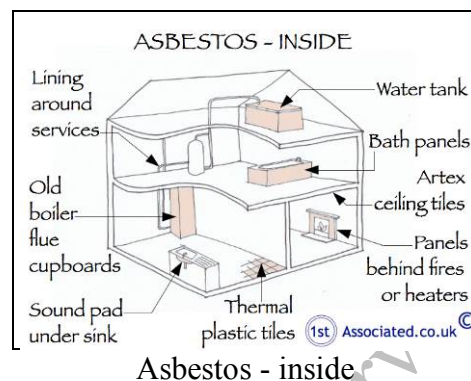 ASBESTOS - INSIDE
Lining
around
services
Water tank
Bath panels
Old
boiler
flue
cupboards
Artex
ceiling tiles
Panels
behind fires
or heaters
Sound pad
under sink
Thermal
plastic tiles
1st Associated.co.uk ©
Asbestos - inside